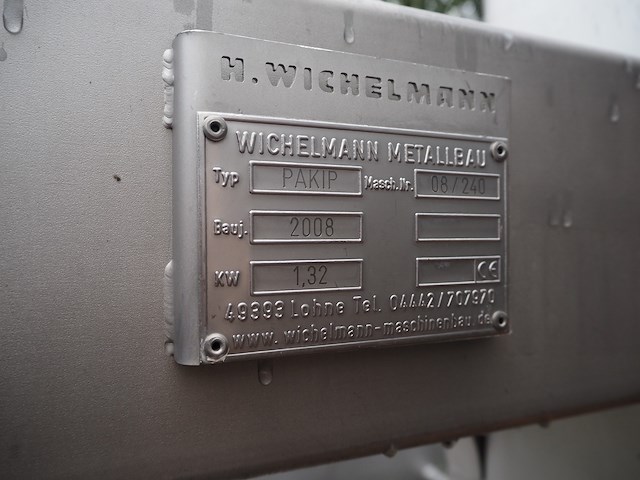 H. WICHELMANN
WICHELMANN METALLBAU
Typ PAKIP Masch.Nr. 08/240
Bauj. 2008
KW 1,32 CE
49393 Lohne Tel. 04442/707970
www. wichelmann-maschinenbau.de